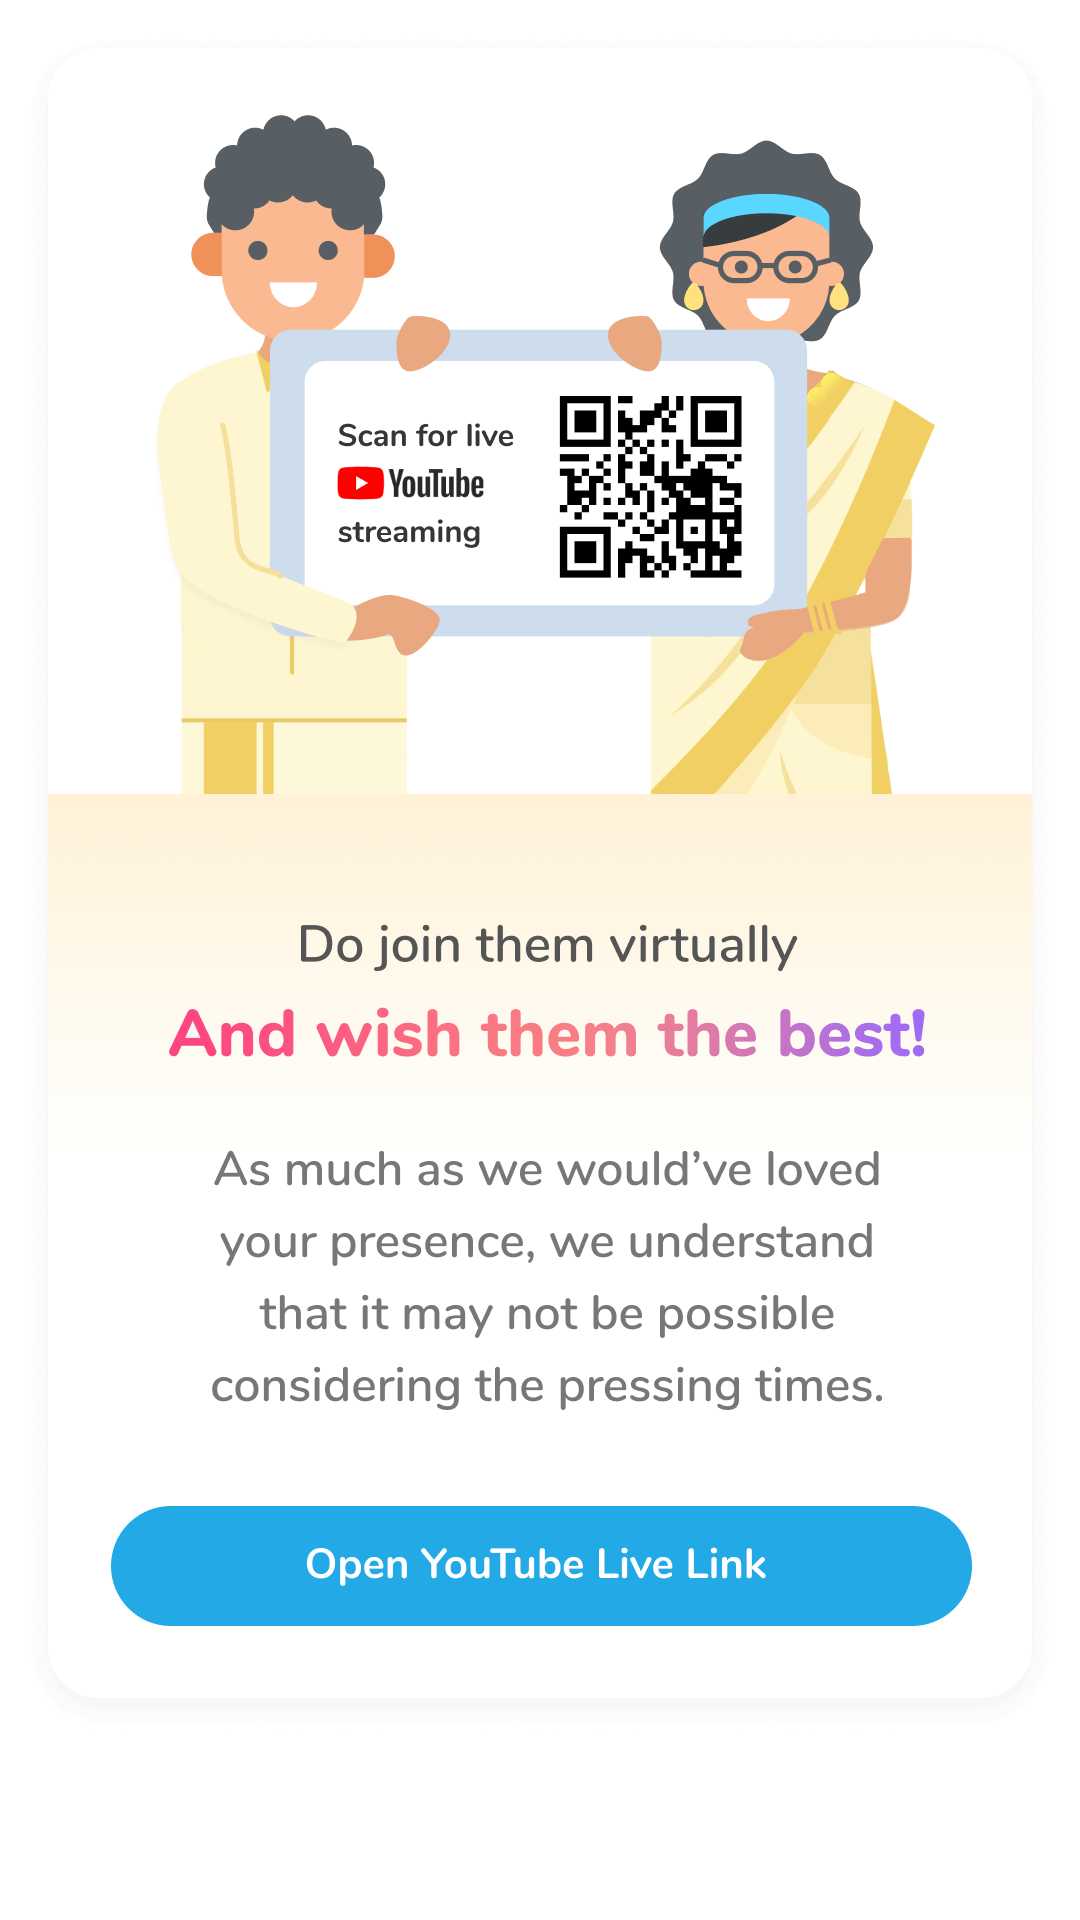 Scan for live
YouTube
streaming
Do join them virtually
And wish them the best!
As much as we would’ve loved
your presence, we understand
that it may not be possible
considering the pressing times.
Open YouTube Live Link